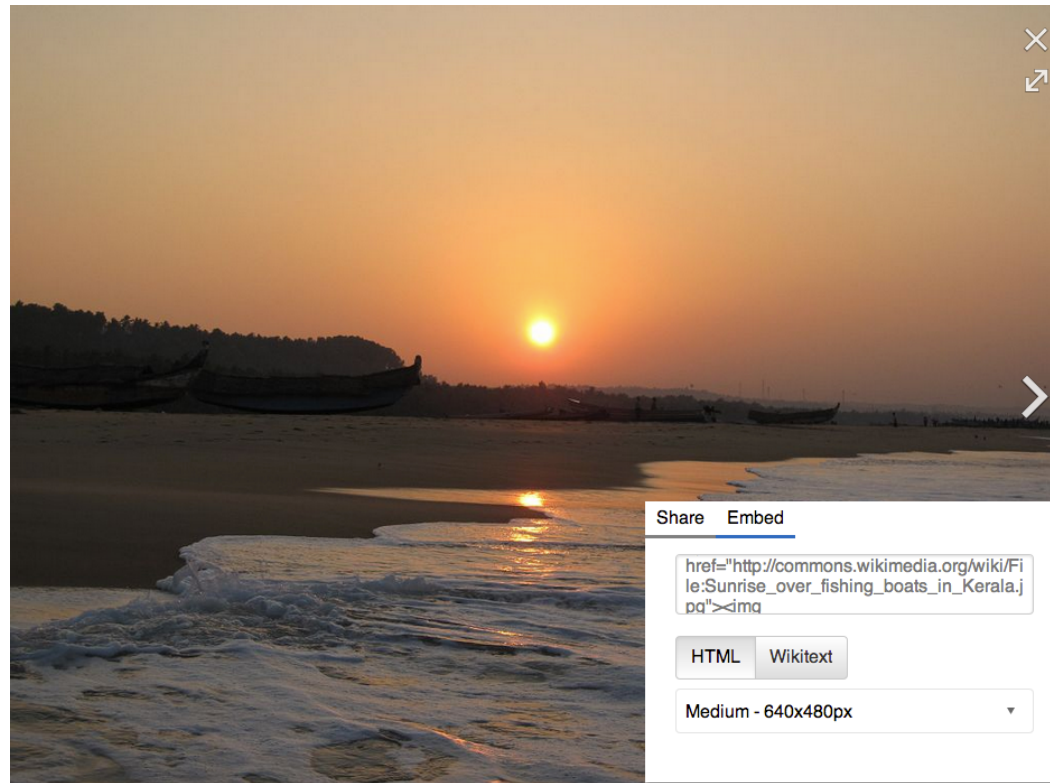 Share Embed
href="http://commons.wikimedia.org/wiki/Fi
le:Sunrise_over_fishing_boats_in_Kerala.j
pg"><img
HTML Wikitext
Medium - 640x480px